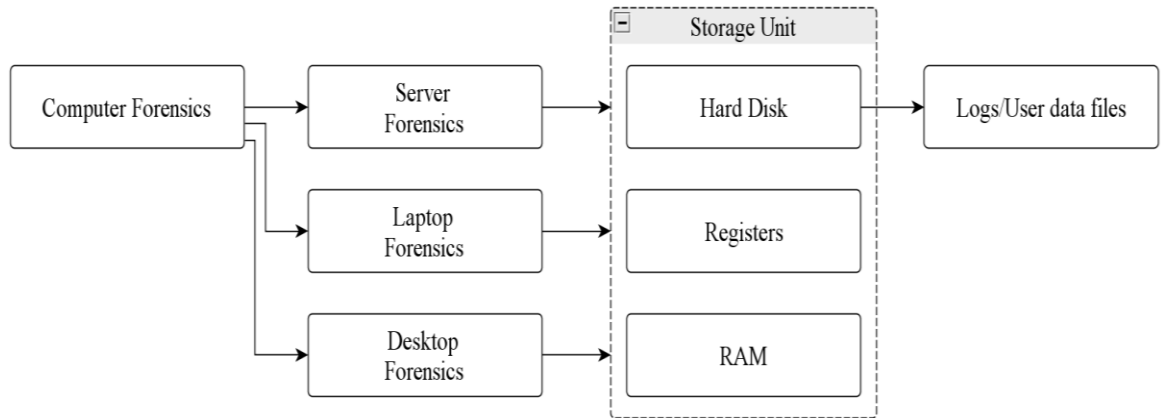 Storage Unit
Computer Forensics
Server
Forensics
Hard Disk
Logs/User data files
Laptop
Forensics
Registers
Desktop
Forensics
RAM